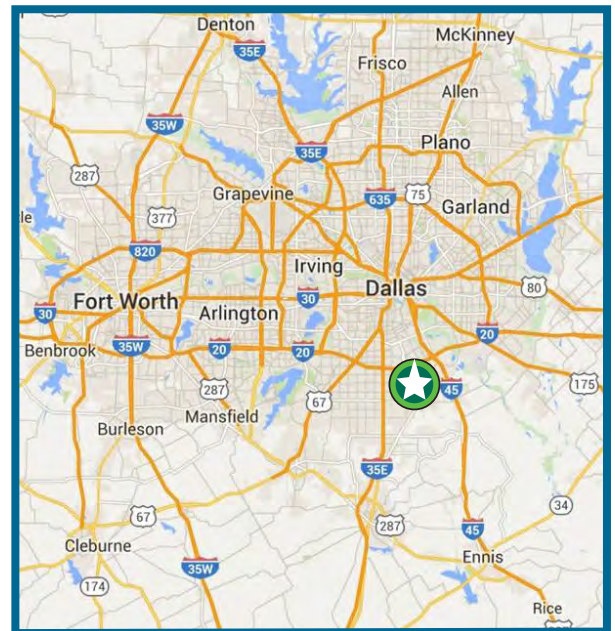 Denton
McKinney
35E
Frisco
Allen
35W
35E
Plano
287
Grapevine
635
75
Garland
377
820
Irving
Dallas
80
Fort Worth
30
30
Arlington
20
Benbrook
35W
20
20
175
287
67
45
Mansfield
Burleson
35E
34
67
287
45
Cleburne
Ennis
35W
174
Rice